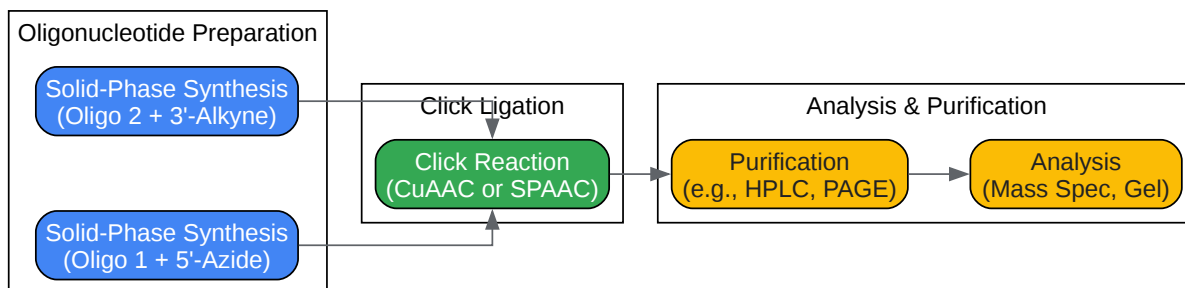 Oligonucleotide Preparation
Solid-Phase Synthesis
(Oligo 2 + 3'-Alkyne)
Solid-Phase Synthesis
(Oligo 1 + 5'-Azide)
Click Ligation
Click Reaction
(CuAAC or SPAAC)
Analysis & Purification
Purification
(e.g., HPLC, PAGE)
Analysis
(Mass Spec, Gel)